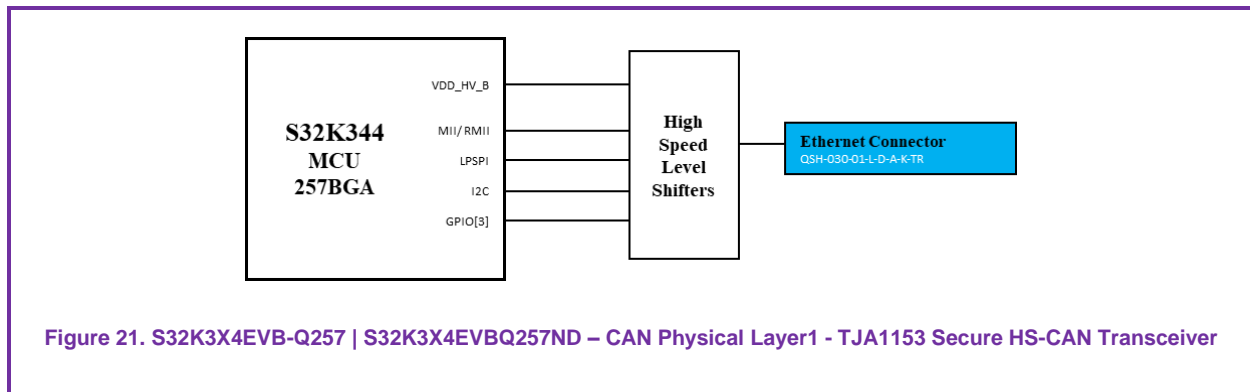 VDD_HV_B
S32K344
MCU
257BGA
MII/RMII
LPSPI
I2C
GPIO[3]
High
Speed
Level
Shifters
Ethernet Connector
QSH-030-01-L-D-A-K-TR
Figure 21. S32K3X4EVB-Q257 | S32K3X4EVBQ257ND – CAN Physical Layer1 - TJA1153 Secure HS-CAN Transceiver